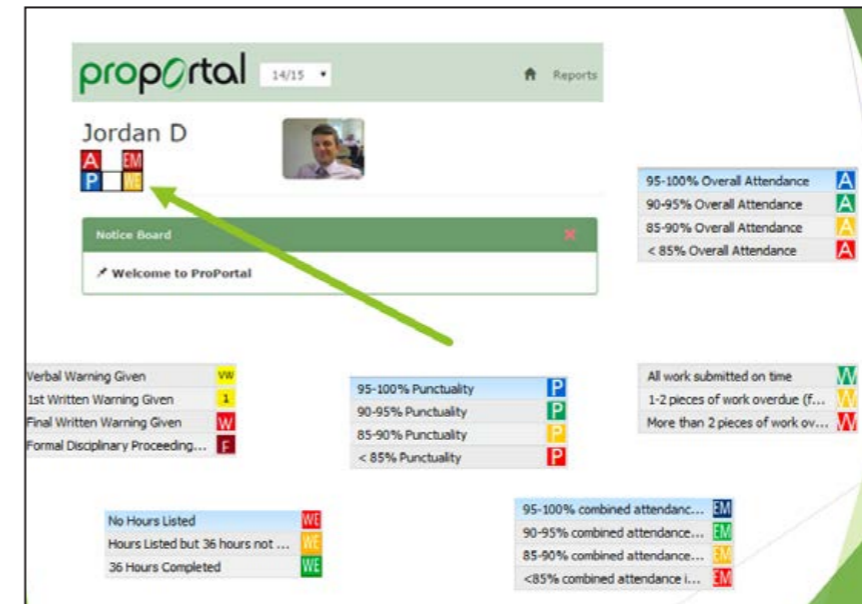 proportal 14/15 Reports
Jordan D
A EM
P WE
Notice Board
Welcome to ProPortal
95-100% Overall Attendance A
90-95% Overall Attendance A
85-90% Overall Attendance A
< 85% Overall Attendance A
Verbal Warning Given VW
1st Written Warning Given 1
Final Written Warning Given W
Formal Disciplinary Proceeding... F
95-100% Punctuality P
90-95% Punctuality P
85-90% Punctuality P
< 85% Punctuality P
All work submitted on time W
1-2 pieces of work overdue (f... W
More than 2 pieces of work ov... W
No Hours Listed WE
Hours Listed but 36 hours not ... WE
36 Hours Completed WE
95-100% combined attendanc... EM
90-95% combined attendance... EM
85-90% combined attendance... EM
<85% combined attendance i... EM